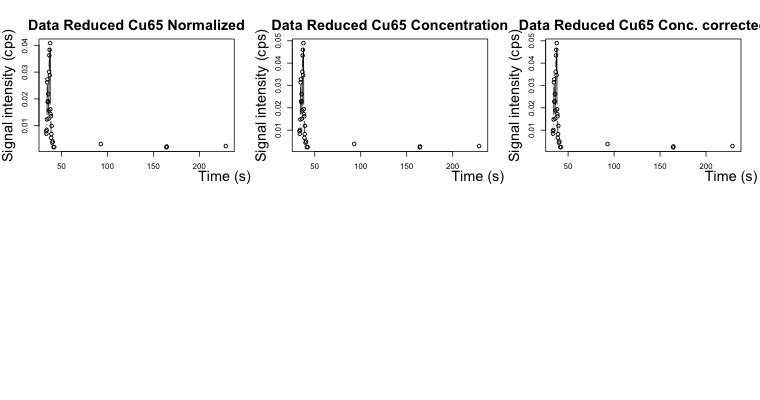 Data Reduced Cu65 Normalized
Signal intensity (cps)
0.04
0.03
0.02
0.01
50
100
150
200
Time (s)
Data Reduced Cu65 Concentration
Signal intensity (cps)
0.05
0.04
0.03
0.02
0.01
50
100
150
200
Time (s)
Data Reduced Cu65 Conc. corrected
Signal intensity (cps)
0.05
0.04
0.03
0.02
0.01
50
100
150
200
Time (s)